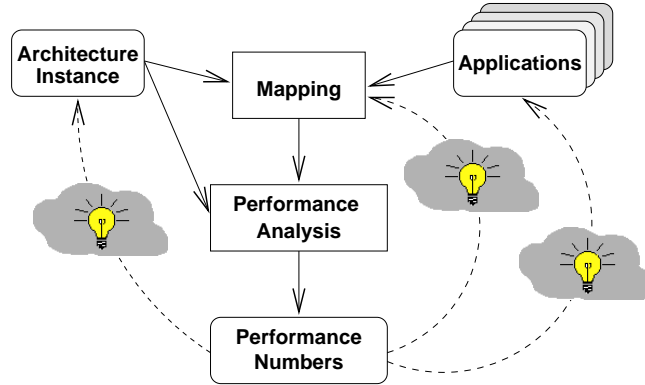 Architecture
Instance
Mapping
Applications
Performance
Analysis
Performance
Numbers